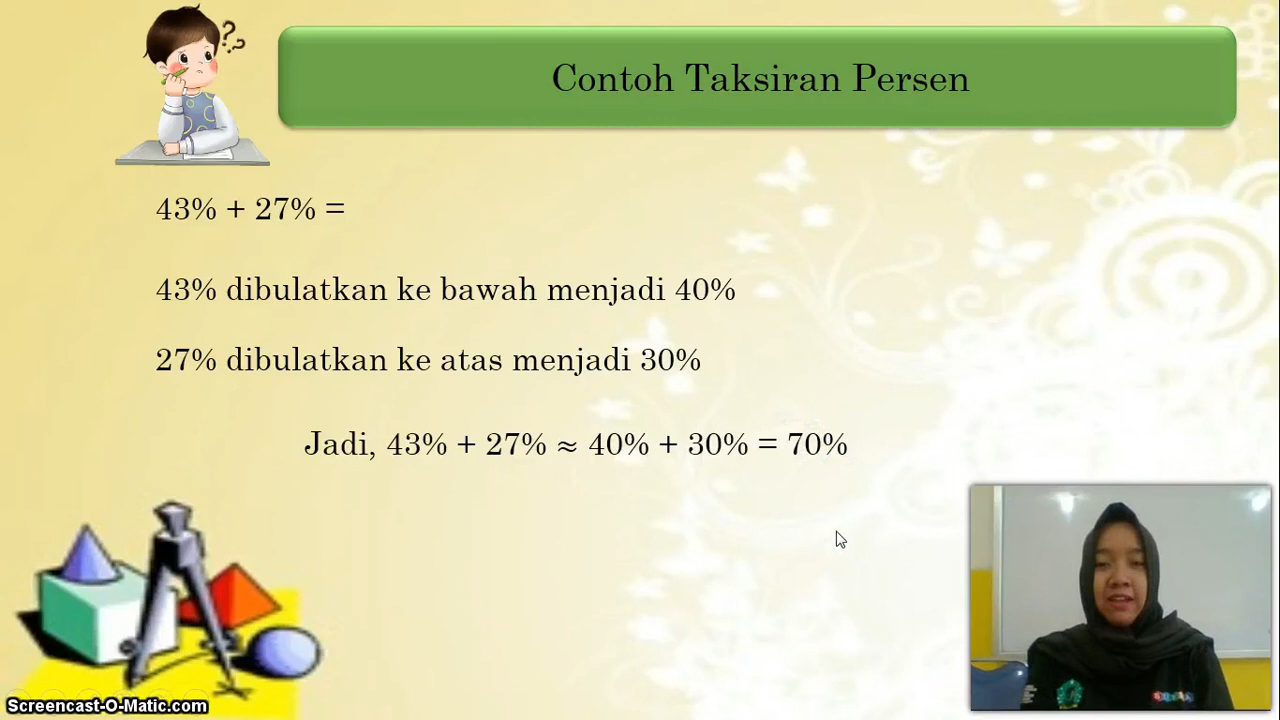 Contoh Taksiran Persen
43% + 27% =
43% dibulatkan ke bawah menjadi 40%
27% dibulatkan ke atas menjadi 30%
Jadi, 43% + 27% ≈ 40% + 30% = 70%
Screencast-O-Matic.com